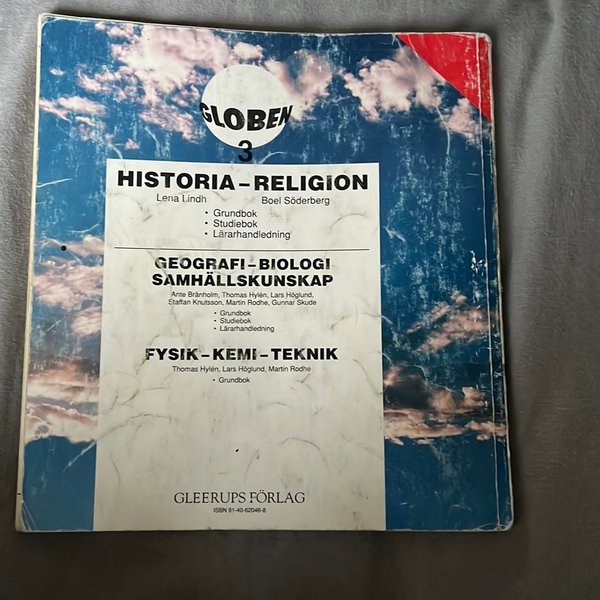 GLOBEN
3
HISTORIA – RELIGION
Lena Lindh Boel Söderberg
• Grundbok
• Studiebok
• Lärarhandledning
GEOGRAFI – BIOLOGI
SAMHÄLLSKUNSKAP
Ante Bränholm, Thomas Hylén, Lars Höglund,
Staffan Knutsson, Martin Rodhe, Gunnar Skude
• Grundbok
• Studiebok
• Lärarhandledning
FYSIK – KEMI – TEKNIK
Thomas Hylén, Lars Höglund, Martin Rodhe
• Grundbok
GLEERUPS FÖRLAG
ISBN 91-40-62046-8